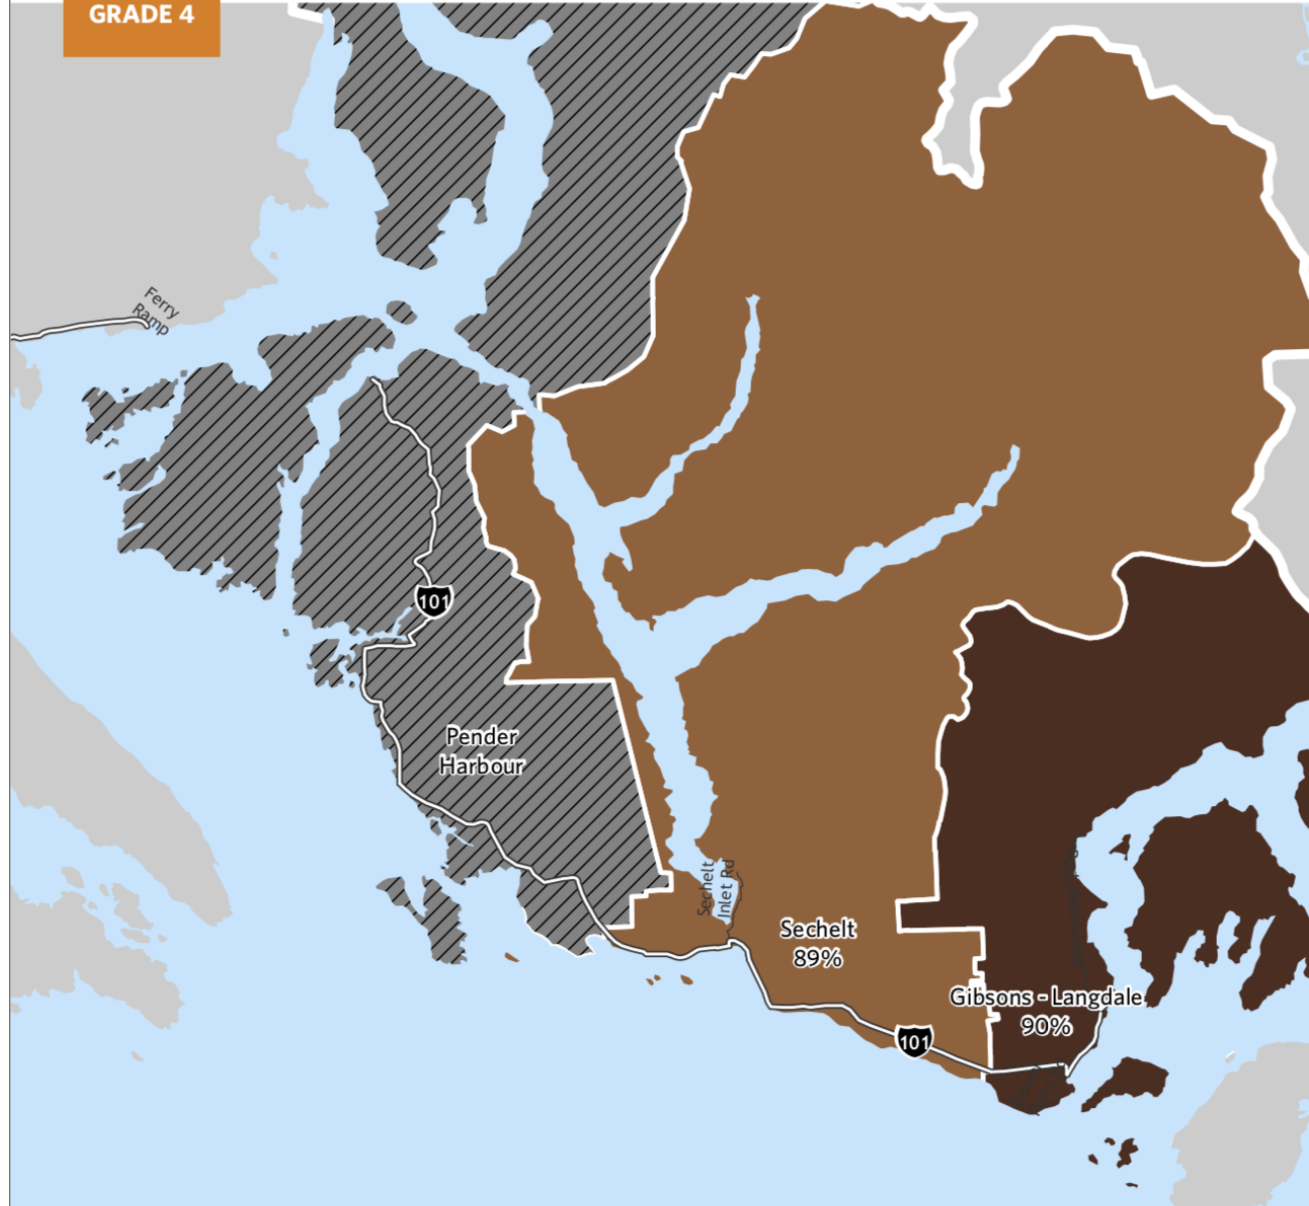 GRADE 4
Ferry
Ramp
101
Pender
Harbour
Sechelt
Inlet Rd
Sechelt
89%
Gibsons - Langdale
90%
101